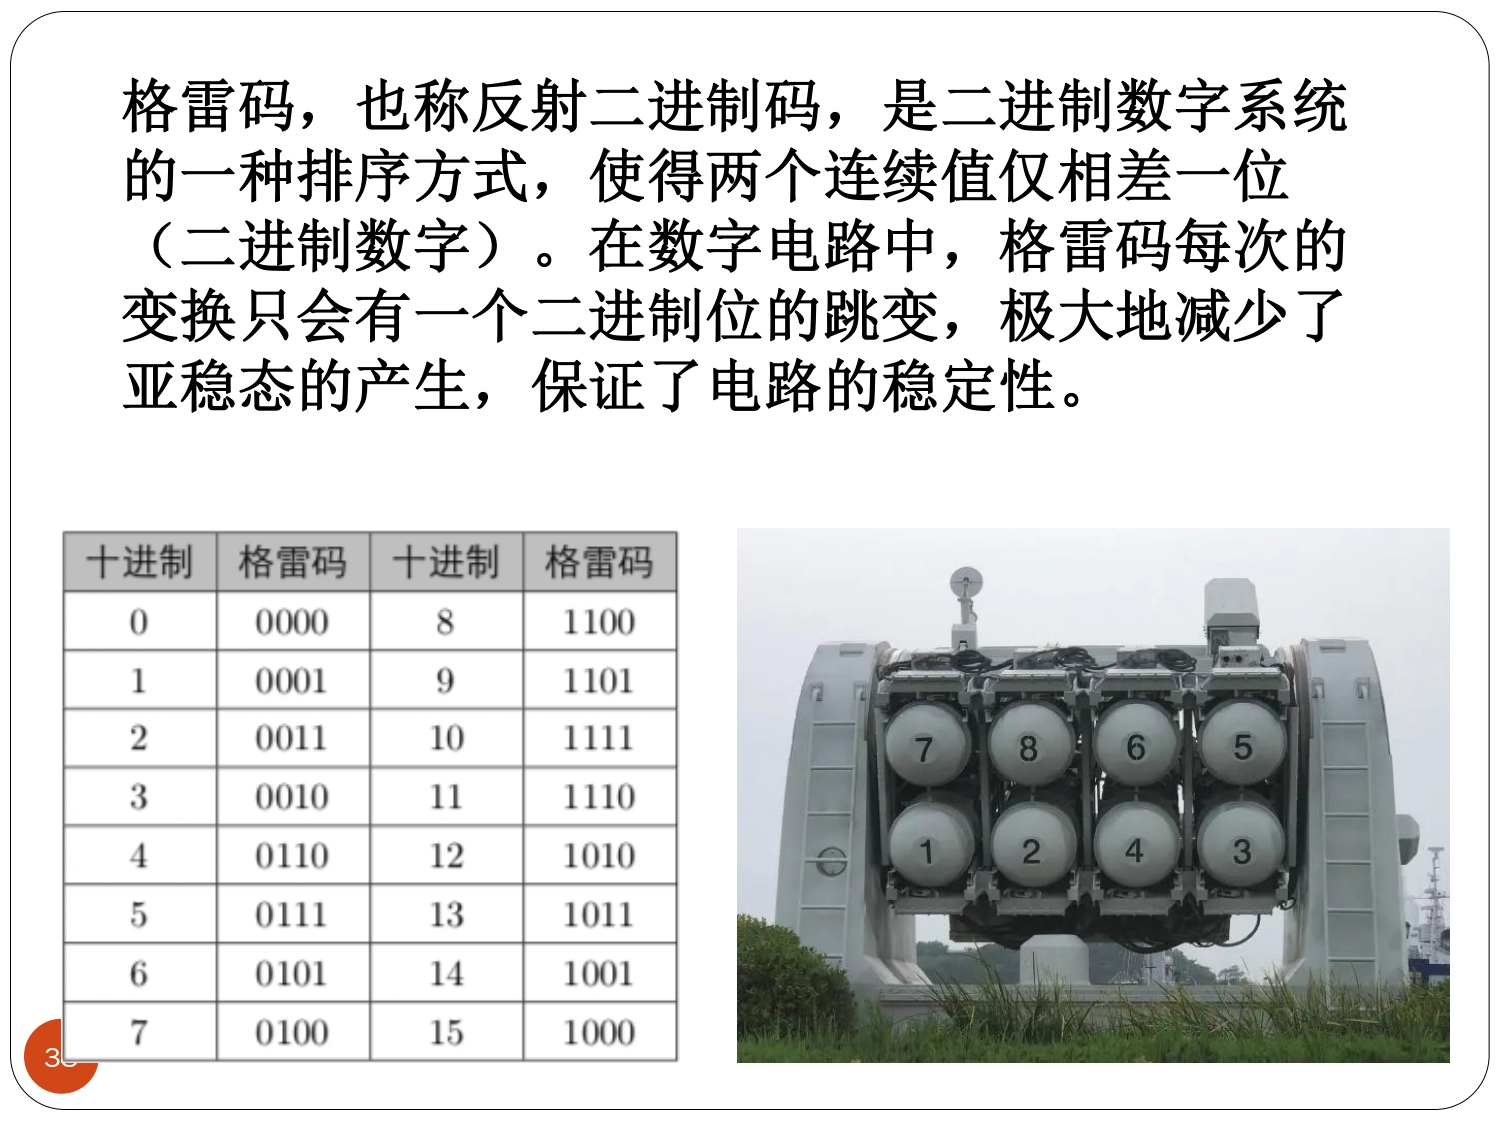 格雷码，也称反射二进制码，是二进制数字系统
的一种排序方式，使得两个连续值仅相差一位
（二进制数字）。在数字电路中，格雷码每次的
变换只会有一个二进制位的跳变，极大地减少了
亚稳态的产生，保证了电路的稳定性。
十进制 格雷码 十进制 格雷码
0 0000 8 1100
1 0001 9 1101
2 0011 10 1111
3 0010 11 1110
4 0110 12 1010
5 0111 13 1011
6 0101 14 1001
7 0100 15 1000
7 8 6 5
1 2 4 3